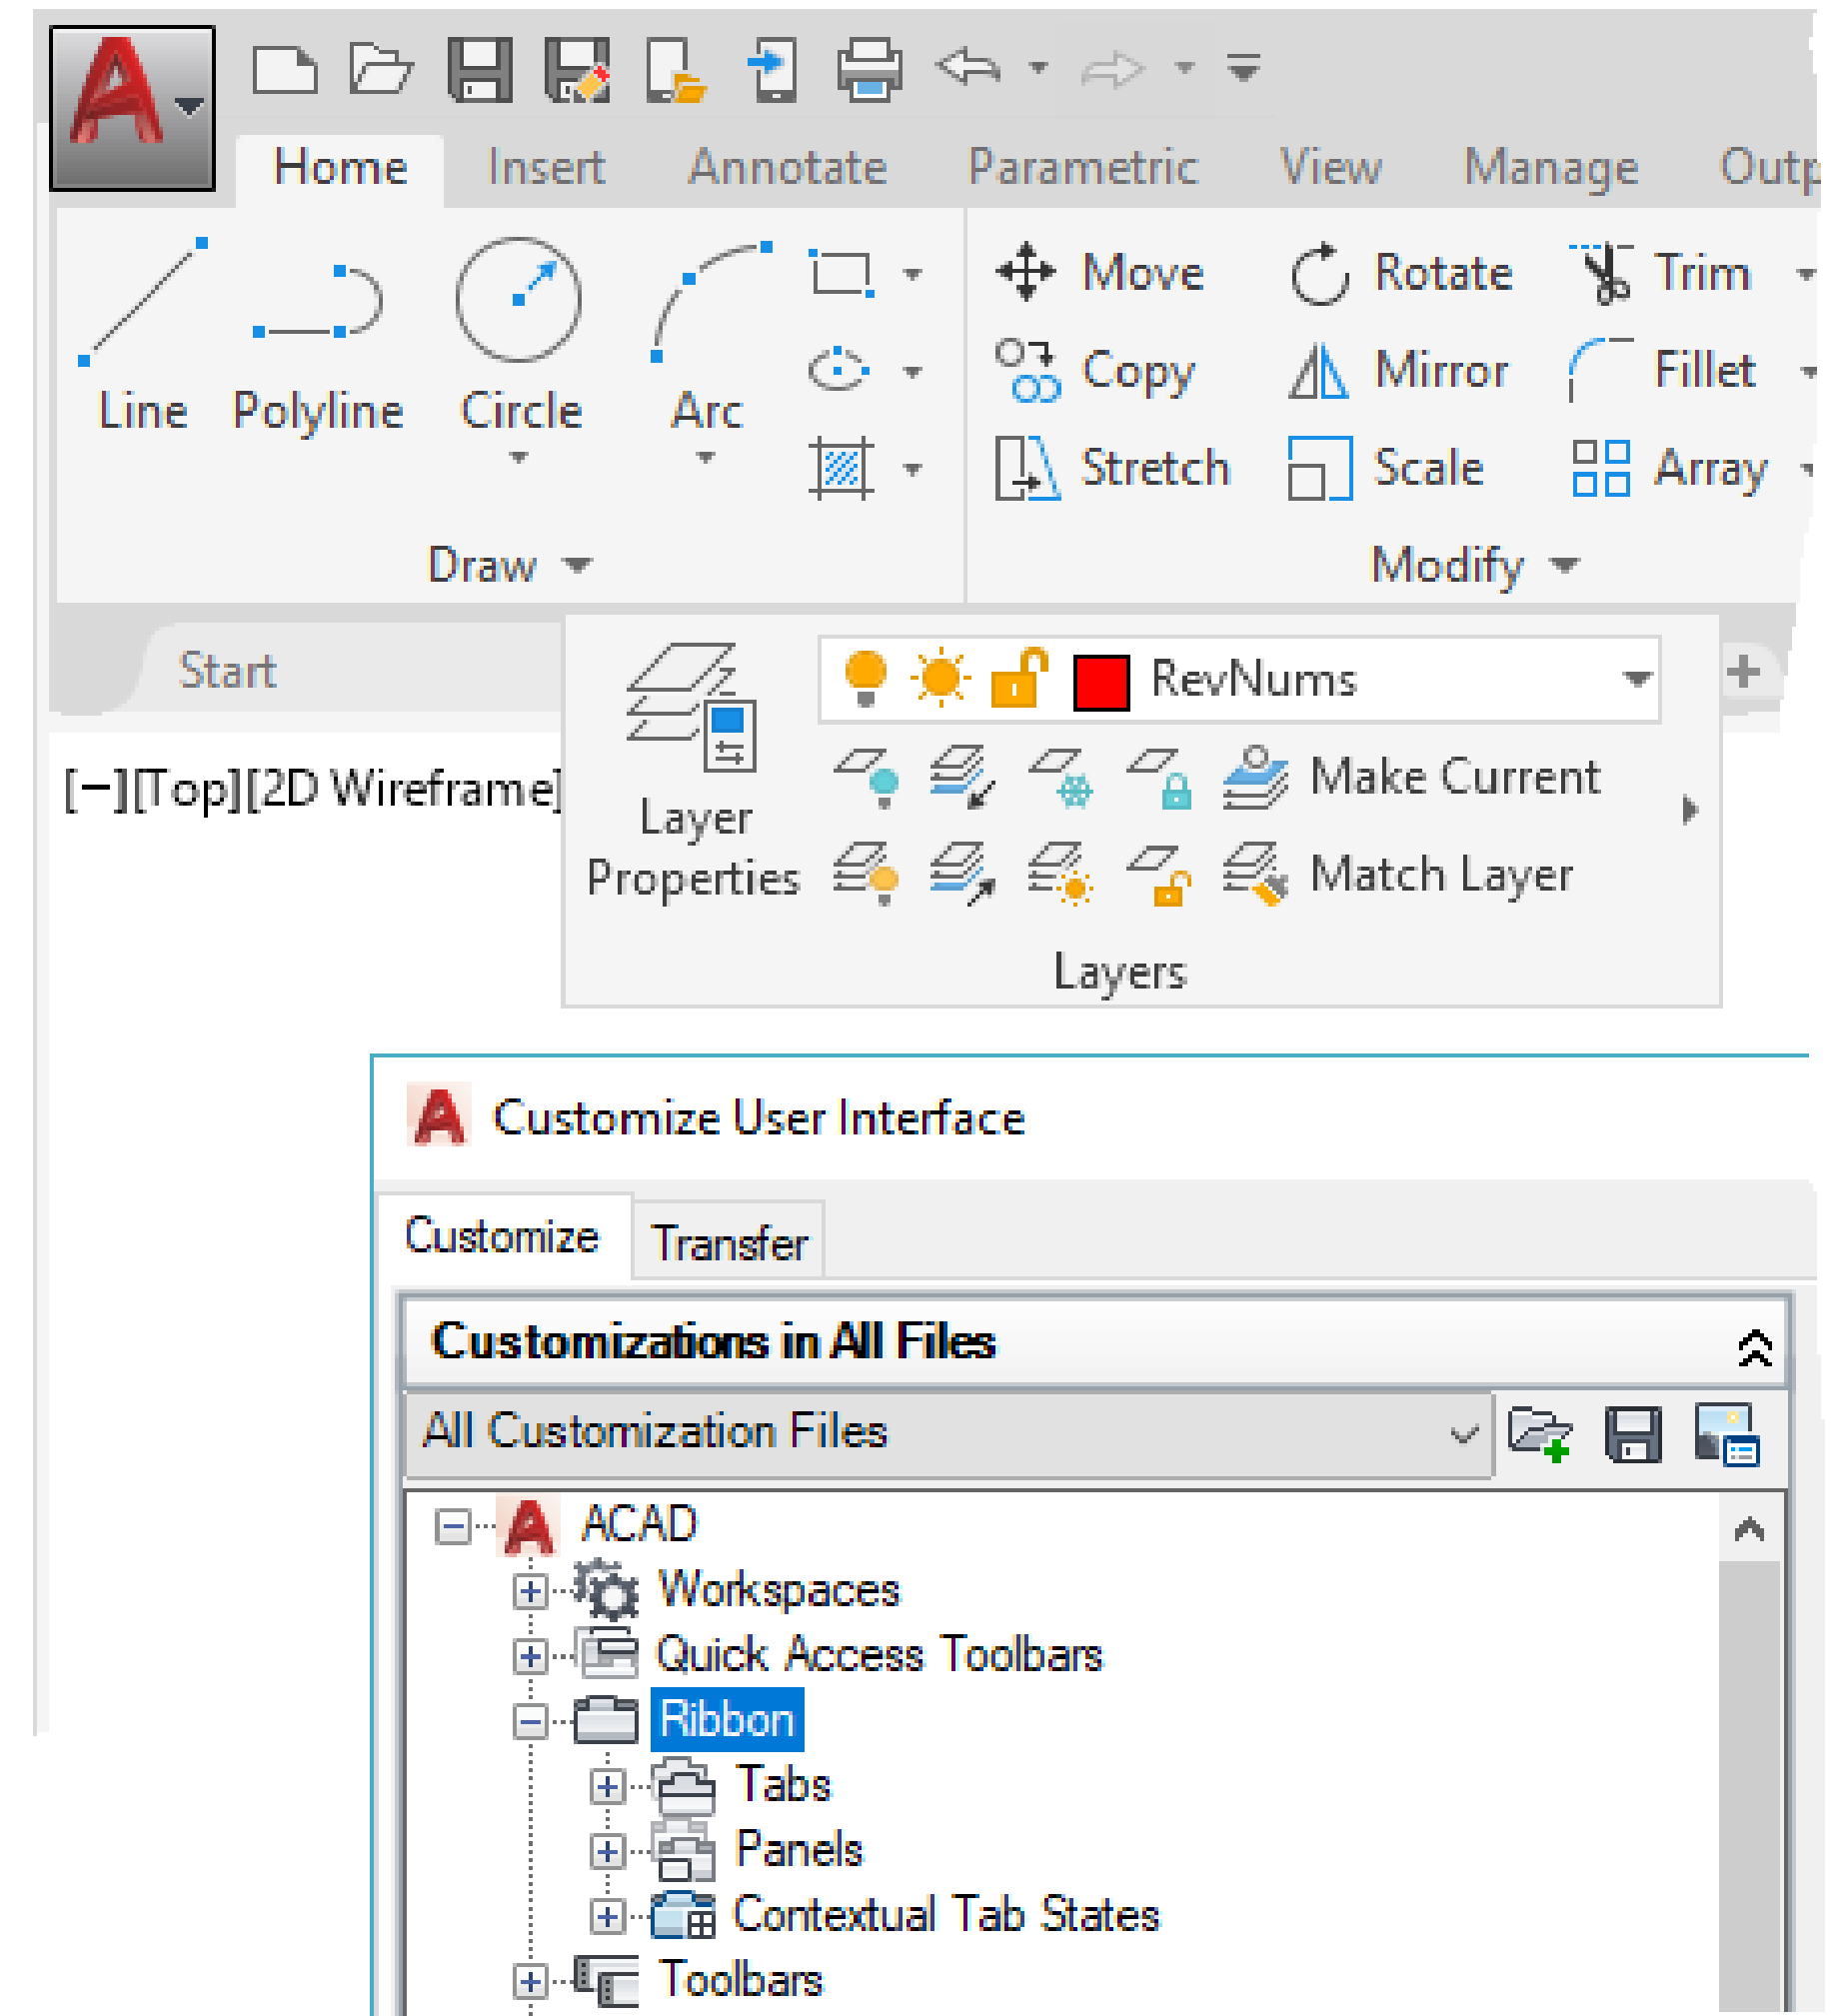 Home Insert Annotate Parametric View Manage Outp
Move Rotate Trim
Copy Mirror Fillet
Line Polyline Circle Arc
Stretch Scale Array
Draw Modify
Start
RevNums
[−][Top][2D Wireframe]
Make Current
Layer
Properties
Match Layer
Layers
Customize User Interface
Customize Transfer
Customizations in All Files
All Customization Files
ACAD
Workspaces
Quick Access Toolbars
Ribbon
Tabs
Panels
Contextual Tab States
Toolbars